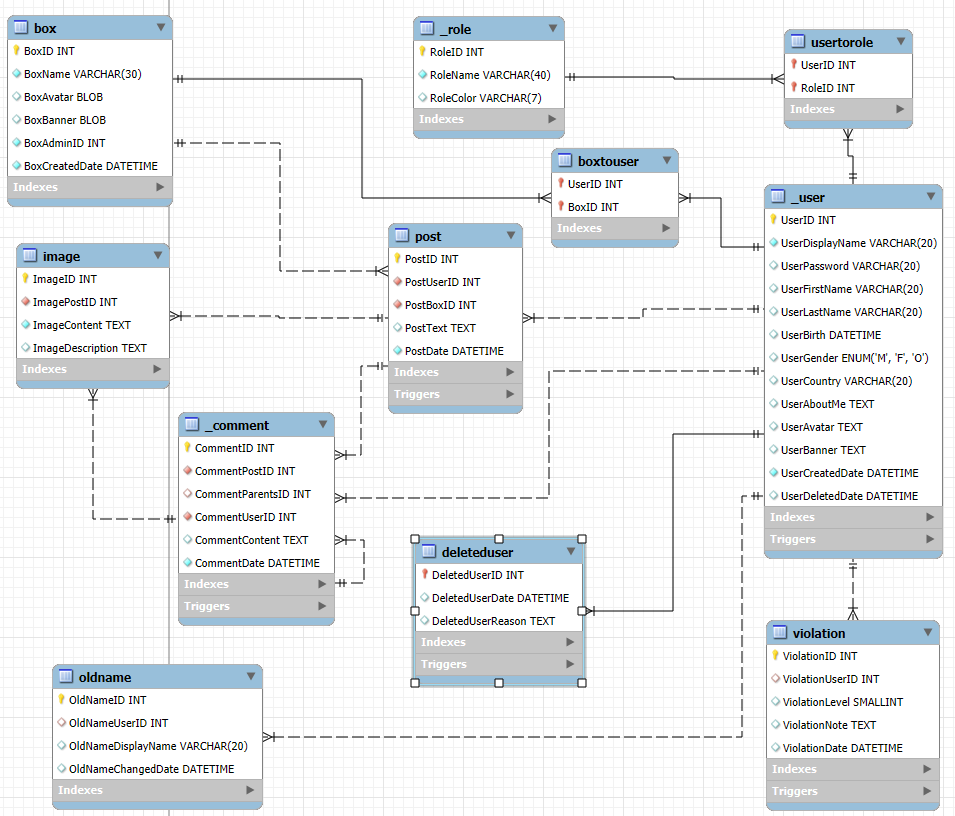 box
BoxID INT
BoxName VARCHAR(30)
BoxAvatar BLOB
BoxBanner BLOB
BoxAdminID INT
BoxCreatedDate DATETIME
Indexes
_role
RoleID INT
RoleName VARCHAR(40)
RoleColor VARCHAR(7)
Indexes
usertorole
UserID INT
RoleID INT
Indexes
boxtouser
UserID INT
BoxID INT
Indexes
_user
UserID INT
UserDisplayName VARCHAR(20)
UserPassword VARCHAR(20)
UserFirstName VARCHAR(20)
UserLastName VARCHAR(20)
UserBirth DATETIME
UserGender ENUM('M', 'F', 'O')
UserCountry VARCHAR(20)
UserAboutMe TEXT
UserAvatar TEXT
UserBanner TEXT
UserCreatedDate DATETIME
UserDeletedDate DATETIME
Indexes
Triggers
image
ImageID INT
ImagePostID INT
ImageContent TEXT
ImageDescription TEXT
Indexes
post
PostID INT
PostUserID INT
PostBoxID INT
PostText TEXT
PostDate DATETIME
Indexes
Triggers
_comment
CommentID INT
CommentPostID INT
CommentParentsID INT
CommentUserID INT
CommentContent TEXT
CommentDate DATETIME
Indexes
Triggers
deleteduser
DeletedUserID INT
DeletedUserDate DATETIME
DeletedUserReason TEXT
Indexes
Triggers
violation
ViolationID INT
ViolationUserID INT
ViolationLevel SMALLINT
ViolationNote TEXT
ViolationDate DATETIME
Indexes
Triggers
oldname
OldNameID INT
OldNameUserID INT
OldNameDisplayName VARCHAR(20)
OldNameChangedDate DATETIME
Indexes